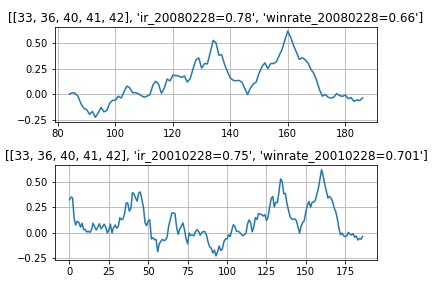 [[33, 36, 40, 41, 42], 'ir_20080228=0.78', 'winrate_20080228=0.66']
0.50
0.25
0.00
-0.25
80 100 120 140 160 180
[[33, 36, 40, 41, 42], 'ir_20010228=0.75', 'winrate_20010228=0.701']
0.50
0.25
0.00
-0.25
0 25 50 75 100 125 150 175